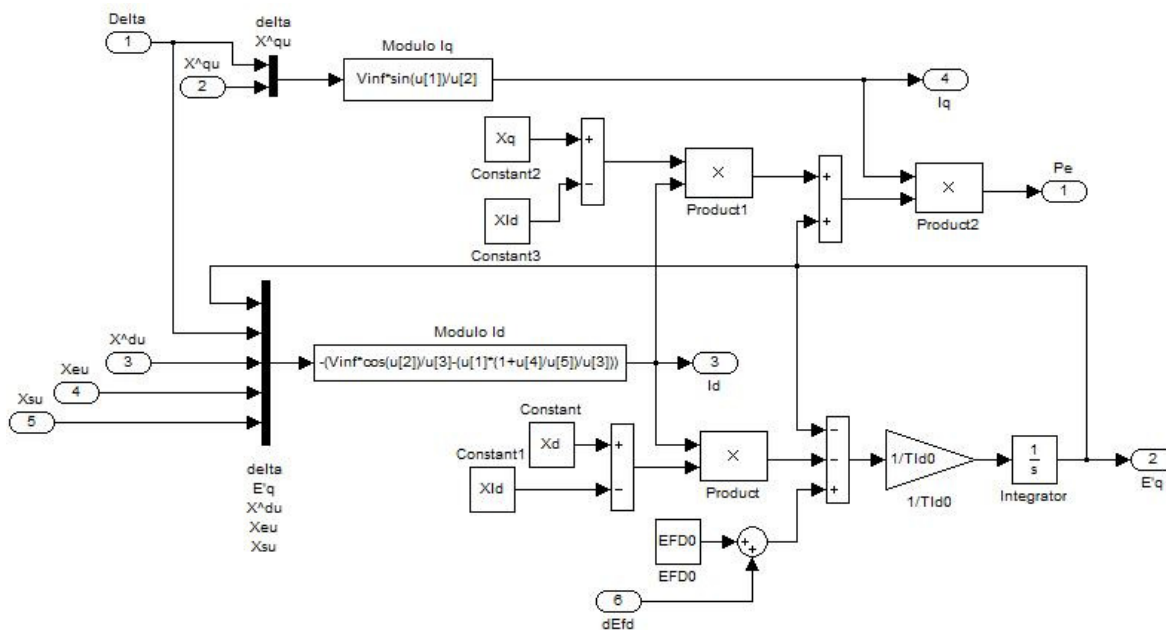 Delta
1
delta
X^qu
X^qu
2
Modulo Iq
Vinf*sin(u[1])/u[2]
4
Iq
Xq
Constant2
+
−
XId
Constant3
×
Product1
+
+
×
Product2
Pe
1
X^du
3
Xeu
4
Xsu
5
Modulo Id
-(Vinf*cos(u[2])/u[3]-(u[1]*(1+u[4]/u[5])/u[3]))
3
Id
delta
E'q
X^du
Xeu
Xsu
Constant
Xd
Constant1
XId
+
−
×
Product
−
−
+
1/TId0
1/TId0
1
s
Integrator
2
E'q
EFD0
EFD0
+
+
6
dEfd